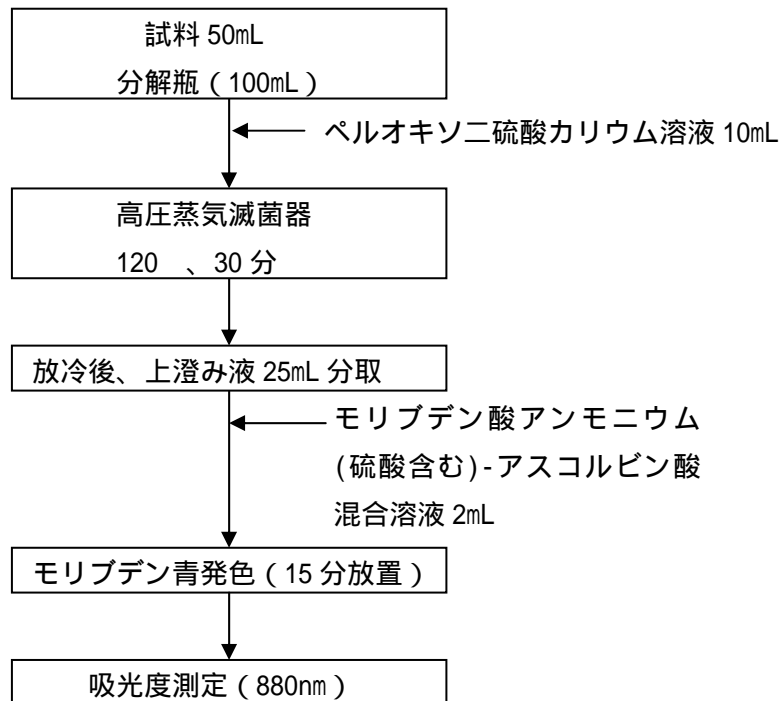 試料 50㎖
分解瓶（100㎖）
ペルオキソ二硫酸カリウム溶液 10㎖
高圧蒸気滅菌器
120　、30 分
放冷後、上澄み液 25㎖ 分取
モリブデン酸アンモニウム
(硫酸含む)-アスコルビン酸
混合溶液 2㎖
モリブデン青発色（15 分放置）
吸光度測定（880㎚）